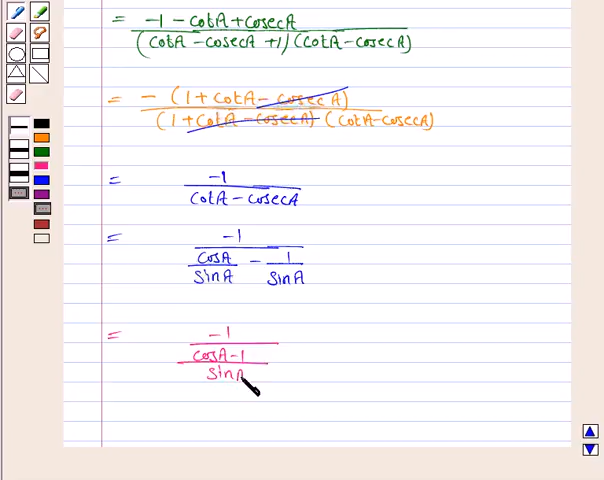 = -1 - cotA + cosecA
(cotA - cosecA + 1) (cotA - cosecA)
= - (1 + cotA - cosecA)
(1 + cotA - cosecA) (cotA - cosecA)
= -1
cotA - cosecA
= -1
cosA - 1
sinA sinA
= -1
cosA - 1
sinA